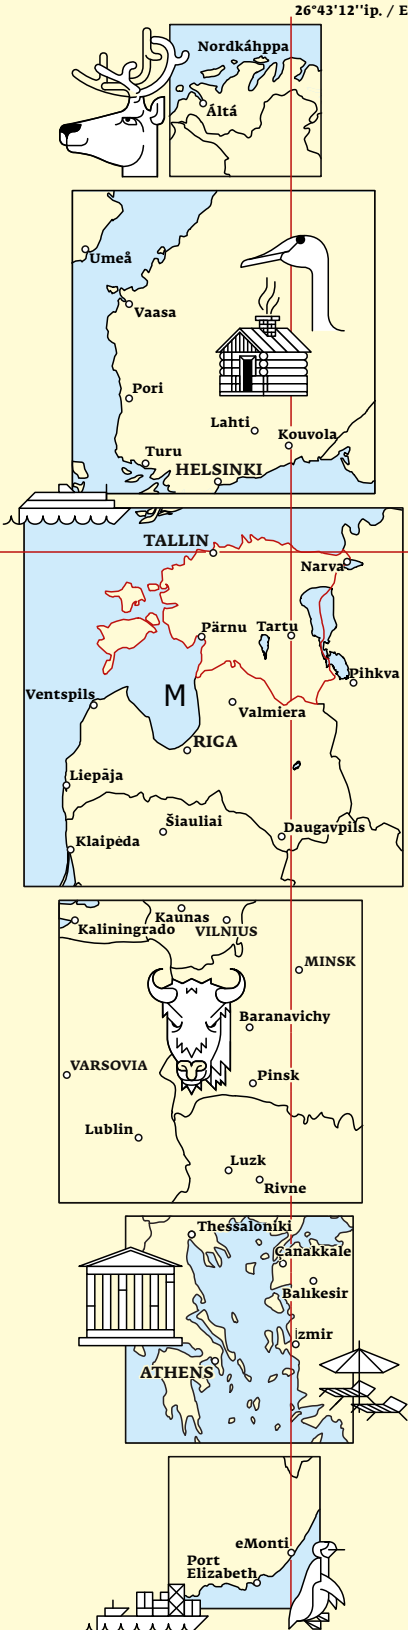 26°43'12''ip. / E
Nordkáhppa
Áltá
Umeå
Vaasa
Pori
Lahti
Kouvola
Turu
HELSINKI
TALLIN
Narva
Pärnu
Tartu
Pihkva
Ventspils
M
Valmiera
RIGA
Liepāja
Šiauliai
Daugavpils
Klaipėda
Kaunas
Kaliningrado
VILNIUS
MINSK
Baranavichy
VARSOVIA
Pinsk
Lublin
Luzk
Rivne
Thessaloniki
Çanakkale
Balıkesir
izmir
ATHENS
eMonti
Port
Elizabeth